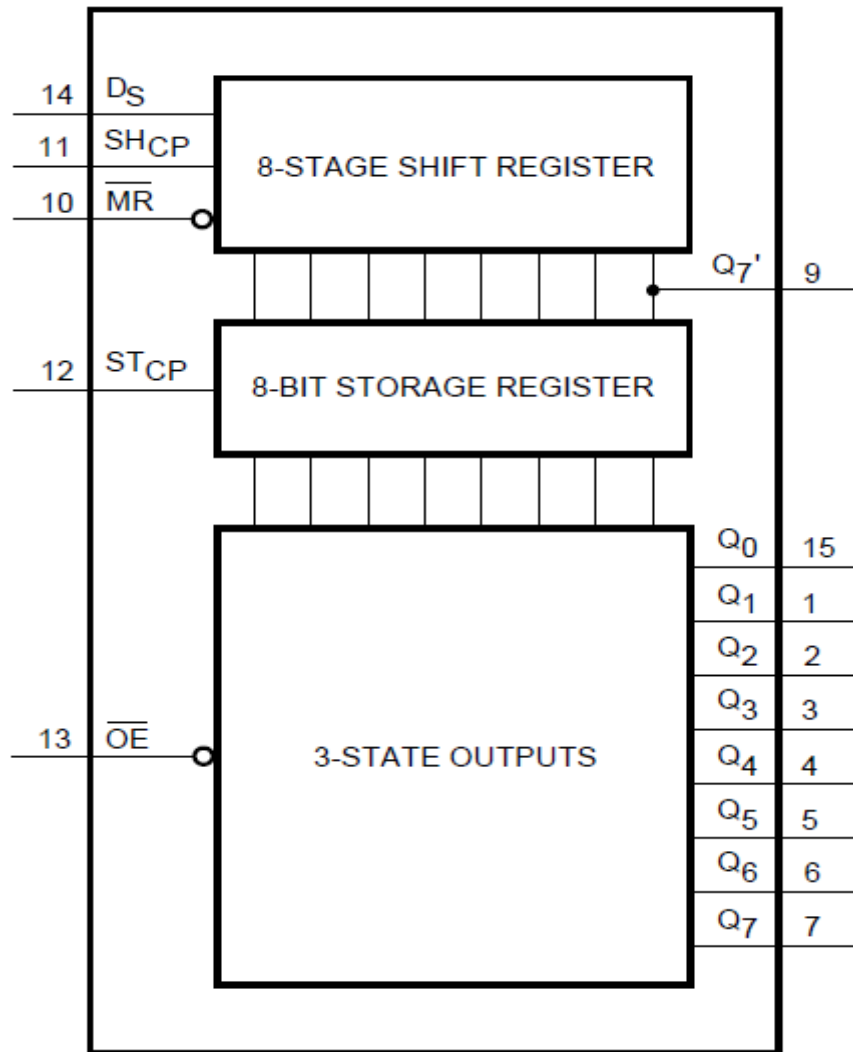 14 DS
11 SHCP
8-STAGE SHIFT REGISTER
10 MR
Q7' 9
12 STCP
8-BIT STORAGE REGISTER
Q0 15
Q1 1
Q2 2
Q3 3
13 OE
3-STATE OUTPUTS
Q4 4
Q5 5
Q6 6
Q7 7